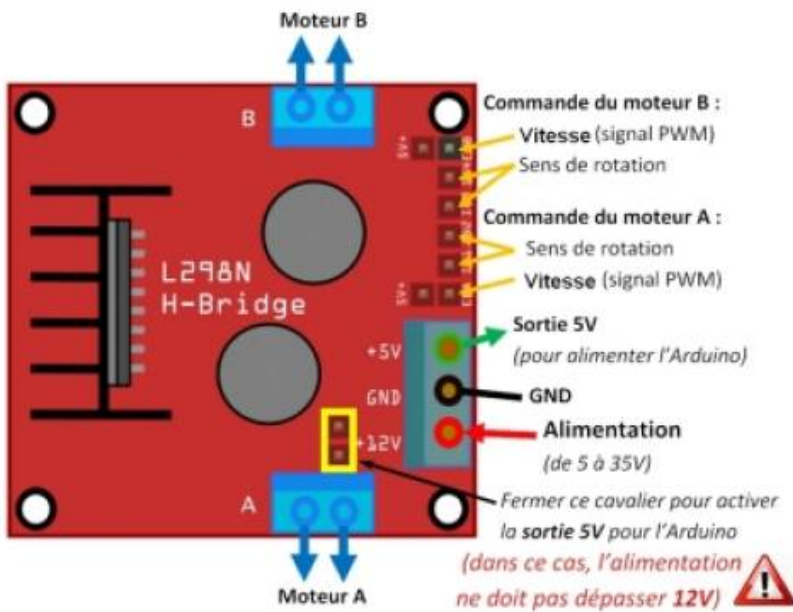 Moteur B
B
Commande du moteur B :
Vitesse (signal PWM)
Sens de rotation
Commande du moteur A :
Sens de rotation
Vitesse (signal PWM)
5V+
5V+
L298N
H-Bridge
+5V
GND
+12V
Sortie 5V
(pour alimenter l'Arduino)
GND
Alimentation
(de 5 à 35V)
A
Fermer ce cavalier pour activer
la sortie 5V pour l'Arduino
(dans ce cas, l'alimentation
ne doit pas dépasser 12V)
Moteur A